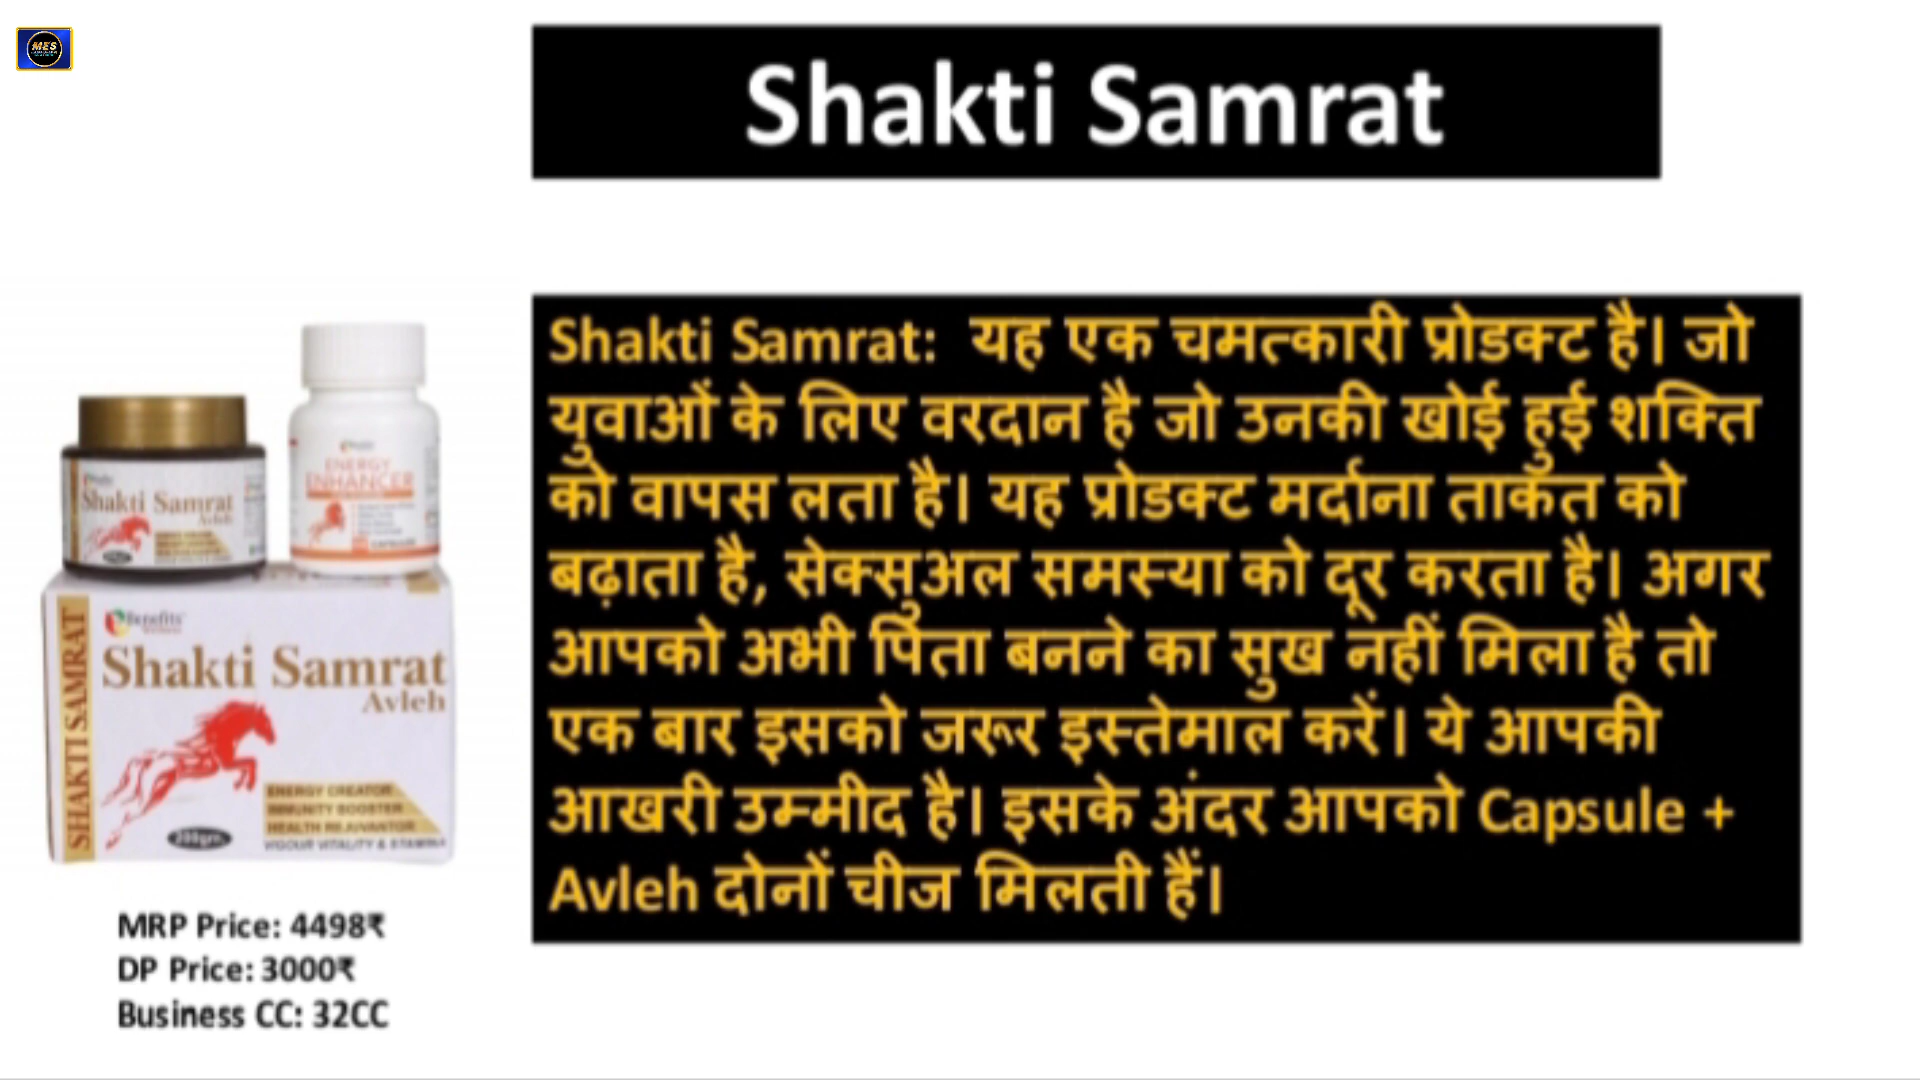 MES
Shakti Samrat
Shakti Samrat: यह एक चमत्कारी प्रोडक्ट है। जो
युवाओं के लिए वरदान है जो उनकी खोई हुई शक्ति
को वापस लता है। यह प्रोडक्ट मर्दाना ताकत को
बढ़ाता है, सेक्सुअल समस्या को दूर करता है। अगर
आपको अभी पिता बनने का सुख नहीं मिला है तो
एक बार इसको जरूर इस्तेमाल करें। ये आपकी
आखरी उम्मीद है। इसके अंदर आपको Capsule +
Avleh दोनों चीज मिलती हैं।
ENERGY
ENHANCER
Shakti Samrat
Avleh
SHAKTI SAMRAT
Benefits
Shakti Samrat
Avleh
ENERGY CREATOR
IMMUNITY BOOSTER
HEALTH REJUVANTOR
VIGOUR VITALITY & STAMINA
MRP Price: 4498₹
DP Price: 3000₹
Business CC: 32CC